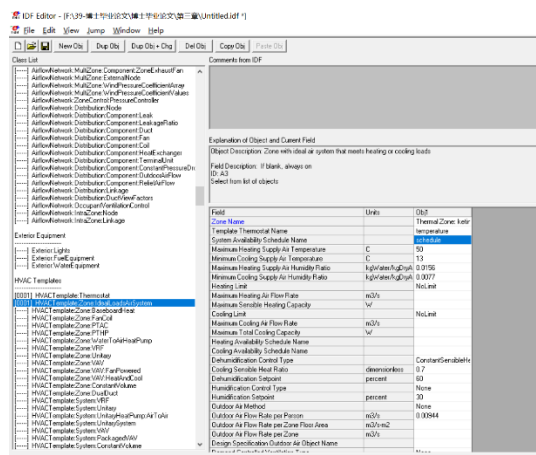 IDF Editor - [F:\39-博士毕业论文\博士毕业论文\第三章\Untitled.idf *]
File Edit View Jump Window Help
New Obj Dup Obj Dup Obj + Chg Del Obj Copy Obj Paste Obj
Class List
Comments from IDF
[-----] AirflowNetwork:MultiZone:Component:ZoneExhaustFan
[-----] AirflowNetwork:MultiZone:ExternalNode
[-----] AirflowNetwork:MultiZone:WindPressureCoefficientArray
[-----] AirflowNetwork:MultiZone:WindPressureCoefficientValues
[-----] AirflowNetwork:ZoneControl:PressureController
[-----] AirflowNetwork:Distribution:Node
[-----] AirflowNetwork:Distribution:Component:Leak
[-----] AirflowNetwork:Distribution:Component:LeakageRatio
[-----] AirflowNetwork:Distribution:Component:Duct
[-----] AirflowNetwork:Distribution:Component:Fan
[-----] AirflowNetwork:Distribution:Component:Coil
[-----] AirflowNetwork:Distribution:Component:HeatExchanger
[-----] AirflowNetwork:Distribution:Component:TerminalUnit
[-----] AirflowNetwork:Distribution:Component:ConstantPressureDro
[-----] AirflowNetwork:Distribution:Component:OutdoorAirFlow
[-----] AirflowNetwork:Distribution:Component:ReliefAirFlow
[-----] AirflowNetwork:Distribution:Linkage
[-----] AirflowNetwork:Distribution:DuctViewFactors
[-----] AirflowNetwork:OccupantVentilationControl
[-----] AirflowNetwork:IntraZone:Node
[-----] AirflowNetwork:IntraZone:Linkage
Exterior Equipment
[-----] Exterior:Lights
[-----] Exterior:FuelEquipment
[-----] Exterior:WaterEquipment
HVAC Templates
[0001] HVACTemplate:Thermostat
[0001] HVACTemplate:Zone:IdealLoadsAirSystem
[-----] HVACTemplate:Zone:BaseboardHeat
[-----] HVACTemplate:Zone:FanCoil
[-----] HVACTemplate:Zone:PTAC
[-----] HVACTemplate:Zone:PTHP
[-----] HVACTemplate:Zone:WaterToAirHeatPump
[-----] HVACTemplate:Zone:VRF
[-----] HVACTemplate:Zone:Unitary
[-----] HVACTemplate:Zone:VAV
[-----] HVACTemplate:Zone:VAV:FanPowered
[-----] HVACTemplate:Zone:VAV:HeatAndCool
[-----] HVACTemplate:Zone:ConstantVolume
[-----] HVACTemplate:Zone:DualDuct
[-----] HVACTemplate:System:VRF
[-----] HVACTemplate:System:Unitary
[-----] HVACTemplate:System:UnitaryHeatPump:AirToAir
[-----] HVACTemplate:System:UnitarySystem
[-----] HVACTemplate:System:VAV
[-----] HVACTemplate:System:PackagedVAV
[-----] HVACTemplate:System:ConstantVolume
Explanation of Object and Current Field
Object Description: Zone with ideal air system that meets heating or cooling
loads
Field Description: If blank, always on
ID: A3
Select from list of objects
Field Units Obj1
Zone Name Thermal Zone:
Template Thermostat Name temperature
System Availability Schedule Name schedule
Maximum Heating Supply Air Temperature C 50
Minimum Cooling Supply Air Temperature C 13
Maximum Heating Supply Air Humidity Ratio kgWater/kgDryA 0.0156
Minimum Cooling Supply Air Humidity Ratio kgWater/kgDryA 0.0077
Heating Limit NoLimit
Maximum Heating Air Flow Rate m3/s
Maximum Sensible Heating Capacity W
Cooling Limit NoLimit
Maximum Cooling Air Flow Rate m3/s
Maximum Total Cooling Capacity W
Heating Availability Schedule Name
Cooling Availability Schedule Name
Dehumidification Control Type ConstantSensibleHe
Cooling Sensible Heat Ratio dimensionless 0.7
Dehumidification Setpoint percent 60
Humidification Control Type None
Humidification Setpoint percent 30
Outdoor Air Method None
Outdoor Air Flow Rate per Person m3/s 0.00944
Outdoor Air Flow Rate per Zone Floor Area m3/s-m2
Outdoor Air Flow Rate per Zone m3/s
Design Specification Outdoor Air Object Name
Demand Controlled Ventilation Type None